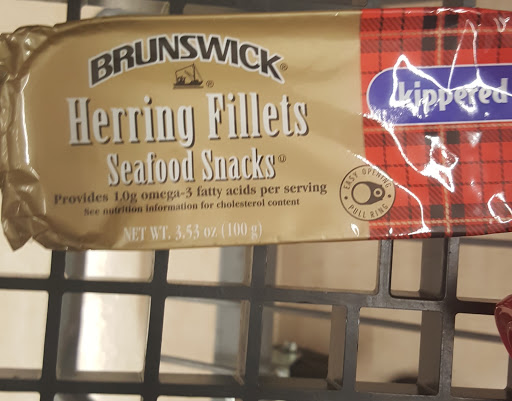 BRUNSWICK®
®
Herring Fillets
Seafood Snacks®
Provides 1.0g omega-3 fatty acids per serving
See nutrition information for cholesterol content
NET WT. 3.53 oz (100 g)
kippered
EASY OPENING
PULL RING